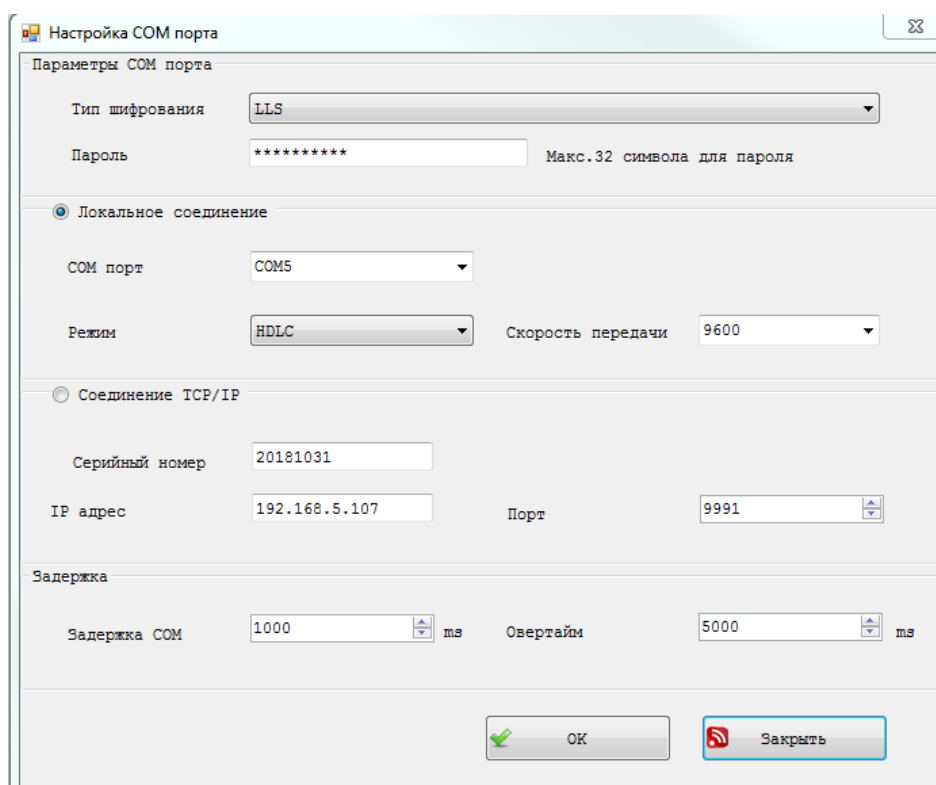 Настройка COM порта
Параметры COM порта
Тип шифрования LLS
Пароль ********** Макс.32 символа для пароля
Локальное соединение
COM порт COM5
Режим HDLC Скорость передачи 9600
Соединение TCP/IP
Серийный номер 20181031
IP адрес 192.168.5.107 Порт 9991
Задержка
Задержка COM 1000 ms Овертайм 5000 ms
OK Закрыть